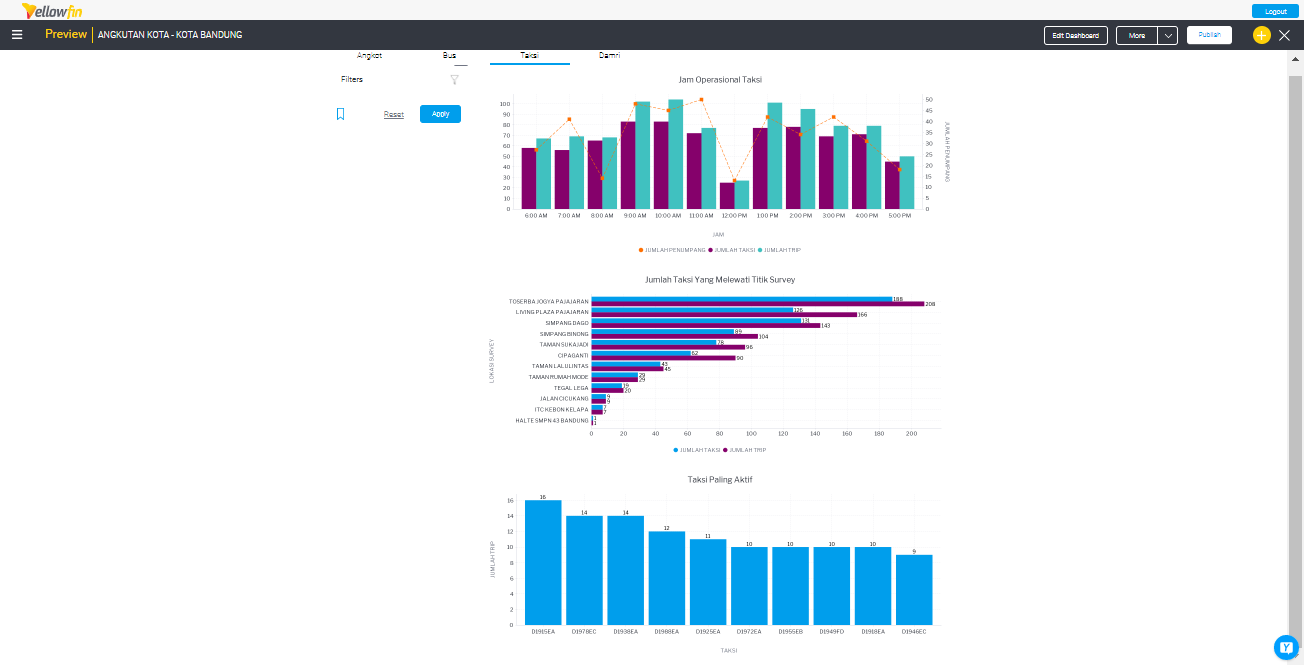 Yellowfin
Logout
Preview
ANGKUTAN KOTA - KOTA BANDUNG
Edit Dashboard
More
Publish
Angkot
Bus
Taksi
Damri
Filters
Reset
Apply
Jam Operasional Taksi
100
90
80
70
60
50
40
30
20
10
0
50
45
40
35
30
25
20
15
10
5
0
JUMLAH PENUMPANG
6:00 AM 7:00 AM 8:00 AM 9:00 AM 10:00 AM 11:00 AM 12:00 PM 1:00 PM 2:00 PM 3:00 PM 4:00 PM 5:00 PM
JAM
JUMLAH PENUMPANG JUMLAH TAKSI JUMLAH TRIP
Jumlah Taksi Yang Melewati Titik Survey
LOKASI SURVEY
TOSERBA JOGYA PAJAJARAN 188 208
LIVING PLAZA PAJAJARAN 126 166
SIMPANG DAGO 131 143
SIMPANG BINONG 89 104
TAMAN SUKAJADI 78 96
CIPAGANTI 62 90
TAMAN LALULINTAS 43 45
TAMAN RUMAH MODE 29 29
TEGAL LEGA 19 20
JALAN CICUKANG 9 9
ITC KEBON KELAPA 7 7
HALTE SMPN 43 BANDUNG 1 1
0 20 40 60 80 100 120 140 160 180 200
JUMLAH TAKSI JUMLAH TRIP
Taksi Paling Aktif
JUMLAH TRIP
16
14
12
10
8
6
4
2
0
16 14 14 12 11 10 10 10 10 9
D1915EA D1978EC D1938EA D1988EA D1925EA D1972EA D1955EB D1949FD D1918EA D1946EC
TAKSI